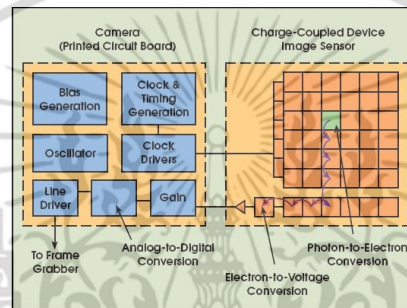 Camera
(Printed Circuit Board)
Charge-Coupled Device
Image Sensor
Bias
Generation
Clock &
Timing
Generation
Oscillator
Clock
Drivers
Line
Driver
Gain
To Frame
Grabber
Analog-to-Digital
Conversion
Photon-to-Electron
Conversion
Electron-to-Voltage
Conversion